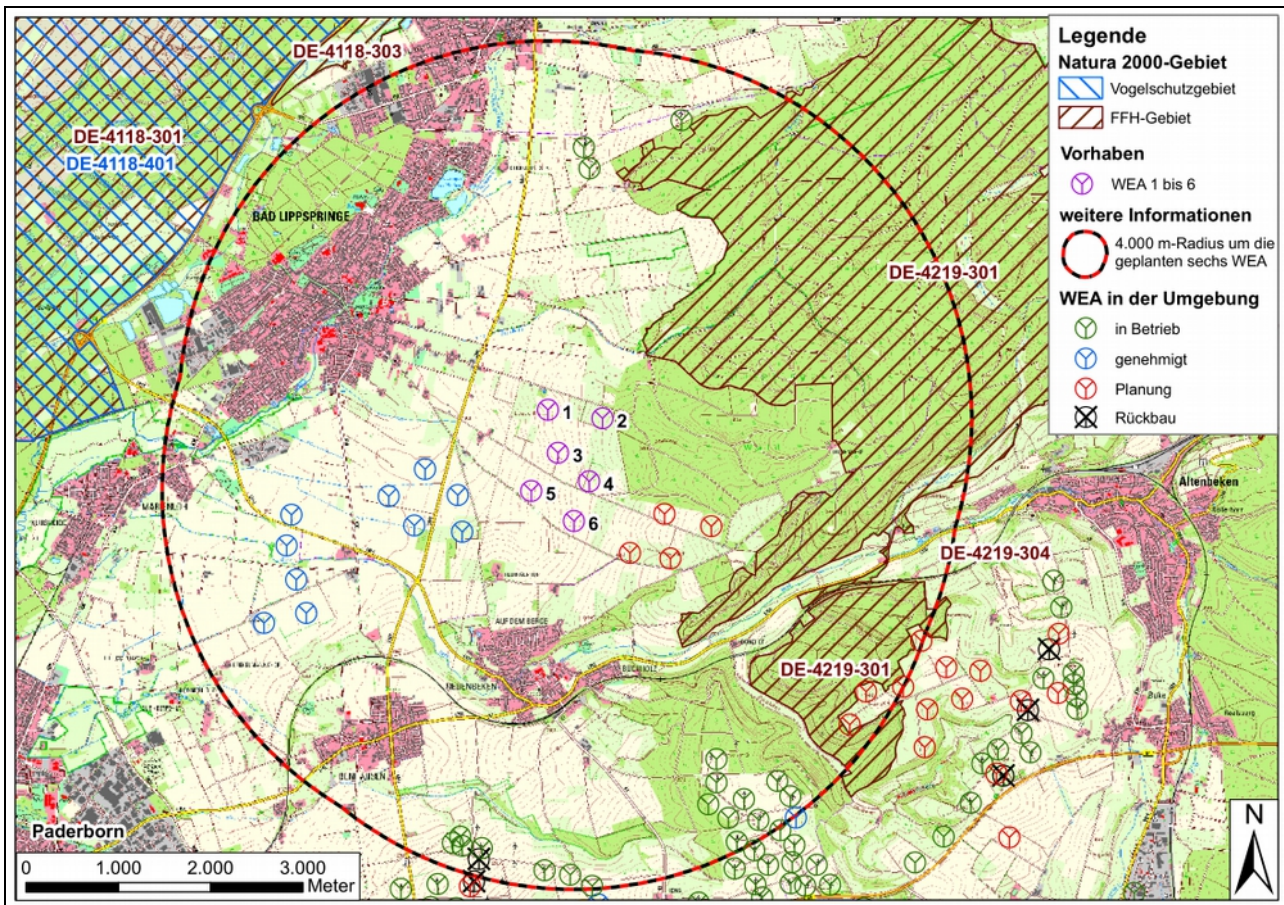 DE-4118-303
DE-4118-301
DE-4118-401
BAD LIPPSPRINGE
DE-4219-301
1
2
3
4
5
6
Altenbeken
DE-4219-304
AUF DEM BERGE
BUCHHOLZ
DE-4219-301
Buke
Paderborn
0 1.000 2.000 3.000
Meter
N
Legende
Natura 2000-Gebiet
Vogelschutzgebiet
FFH-Gebiet
Vorhaben
WEA 1 bis 6
weitere Informationen
4.000 m-Radius um die
geplanten sechs WEA
WEA in der Umgebung
in Betrieb
genehmigt
Planung
Rückbau